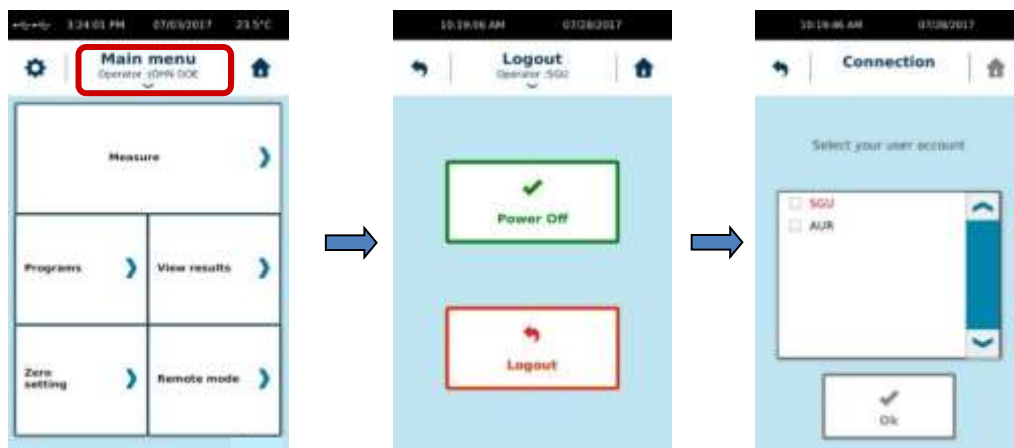 3:24:01 PM 07/03/2017 23.5°C
Main menu
Operator :JOHN DOE
Measure
Programs
View results
Zero
setting
Remote mode
10:19:06 AM 07/28/2017
Logout
Operator :SGU
Power Off
Logout
10:19:46 AM 07/28/2017
Connection
Select your user account
SGU
AUR
Ok